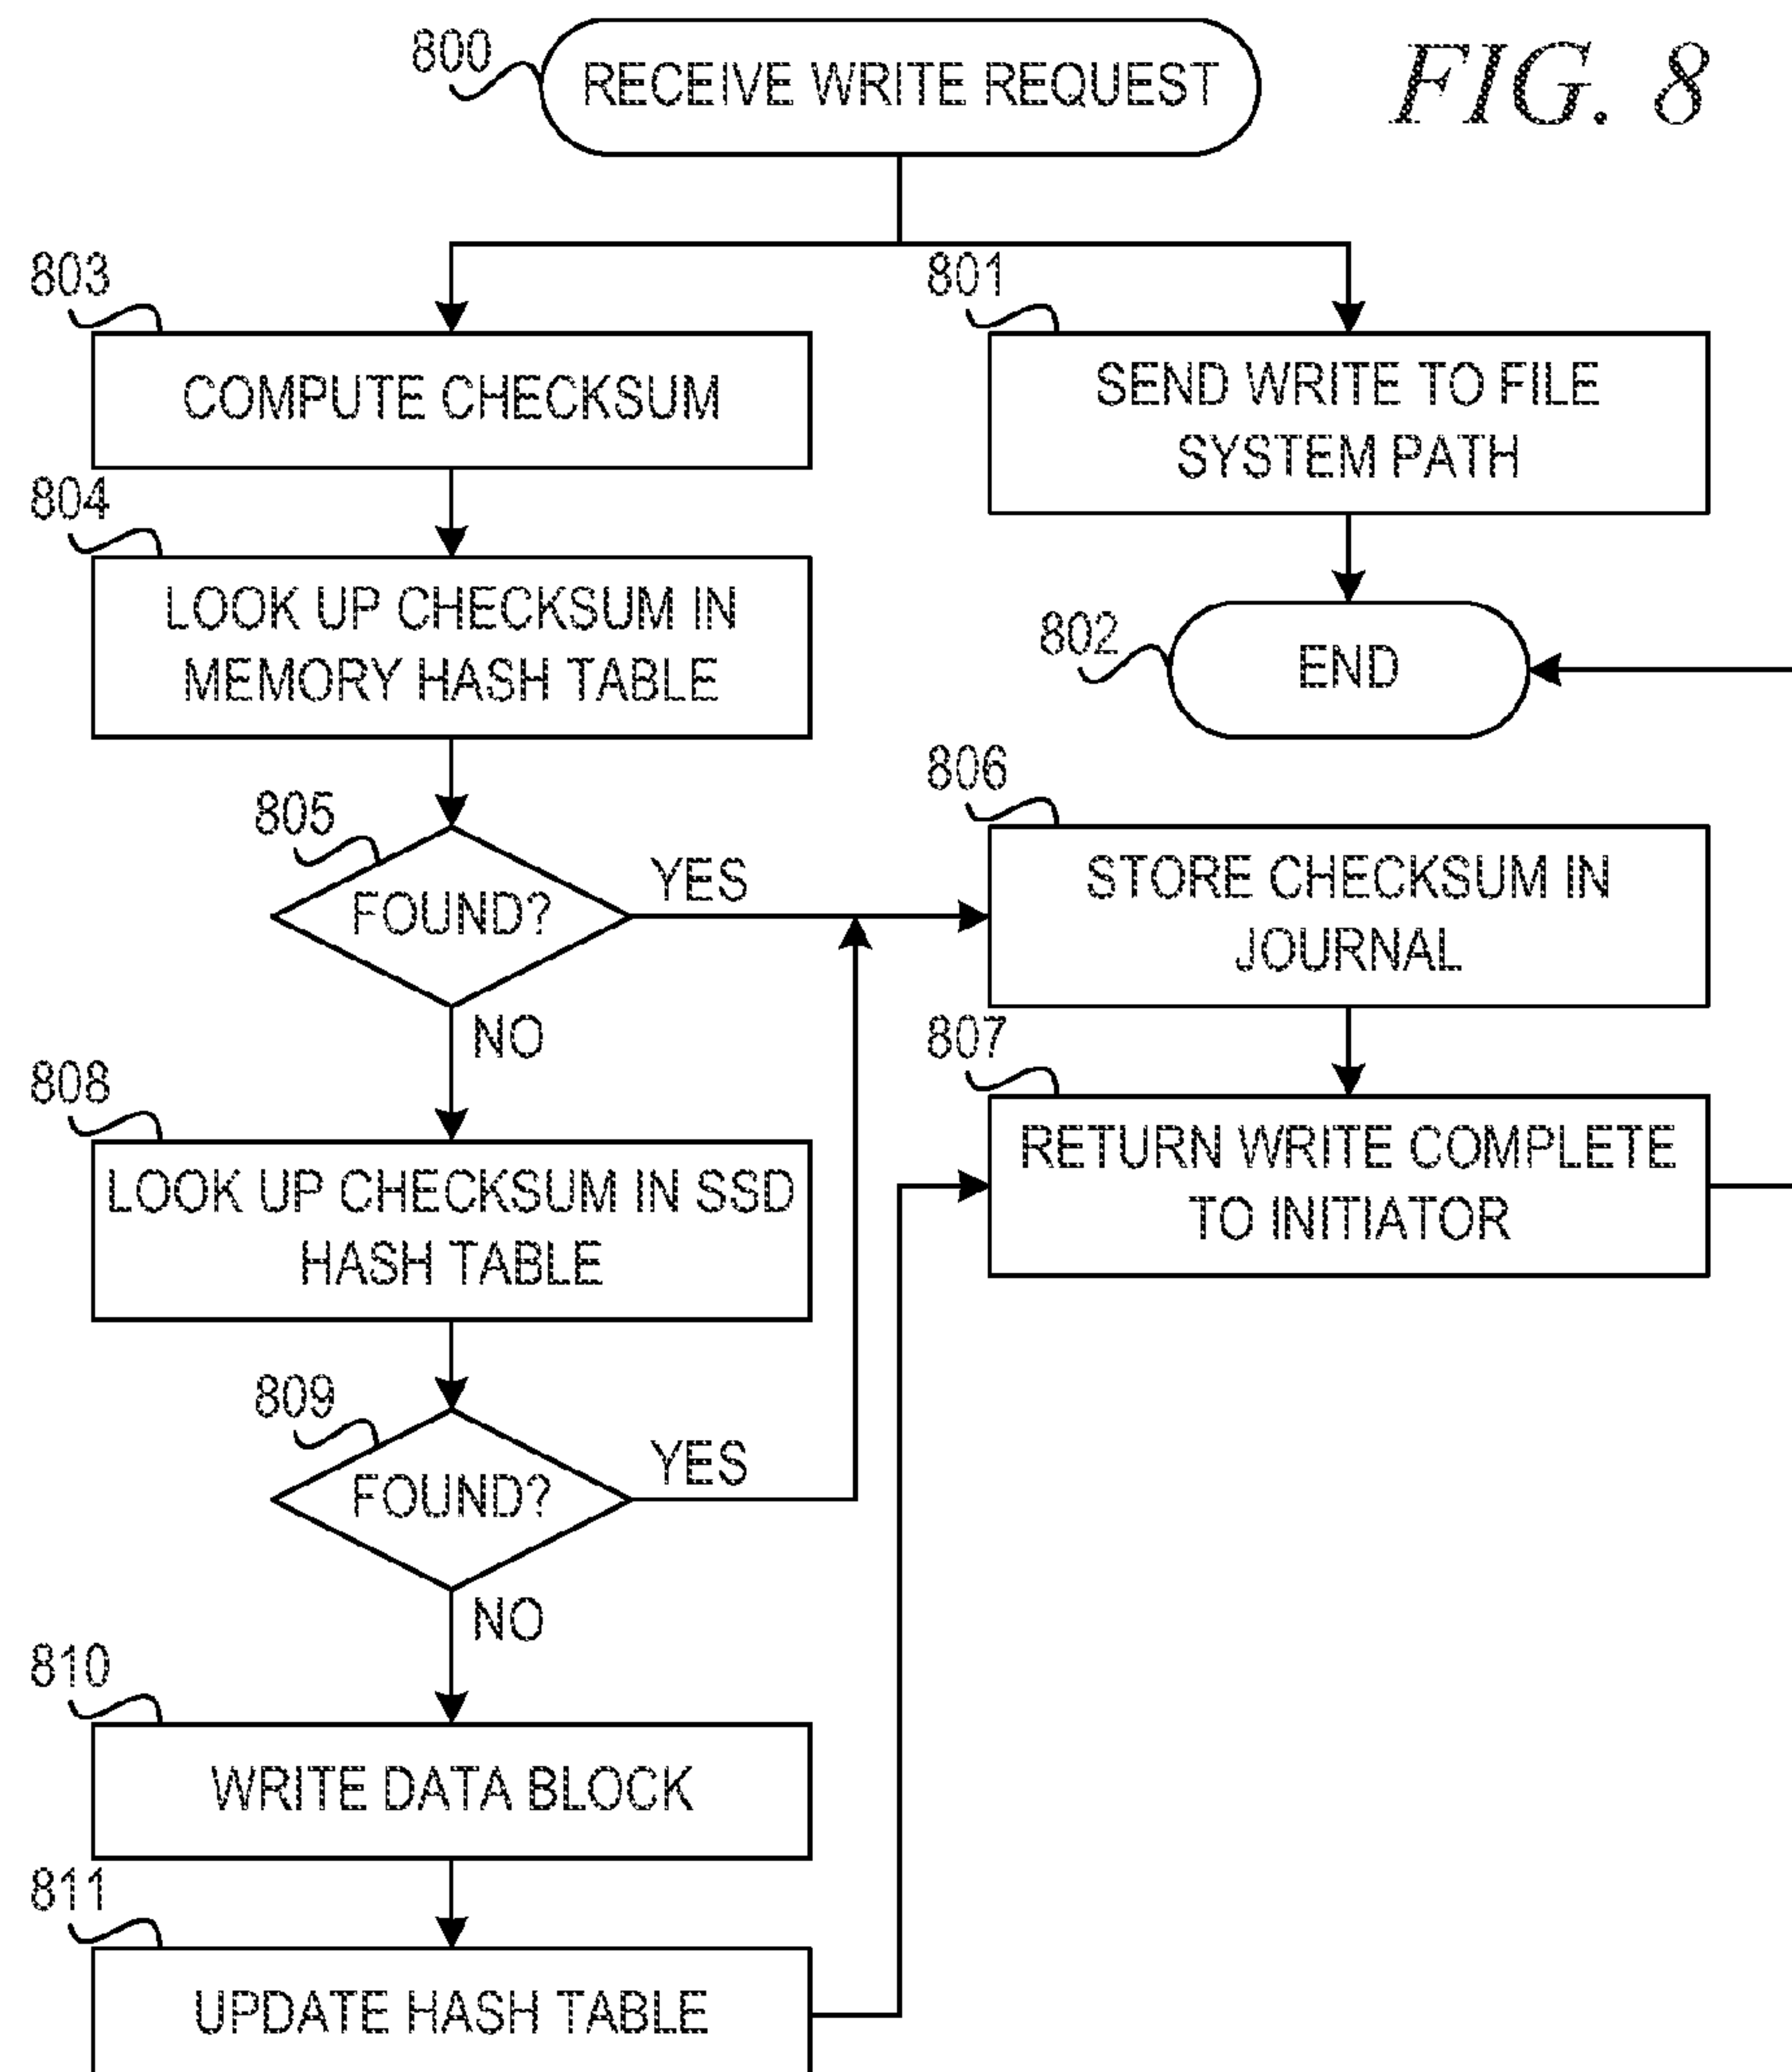 800
RECEIVE WRITE REQUEST
FIG. 8
803
COMPUTE CHECKSUM
801
SEND WRITE TO FILE
SYSTEM PATH
804
LOOK UP CHECKSUM IN
MEMORY HASH TABLE
802
END
805
FOUND?
YES
NO
806
STORE CHECKSUM IN
JOURNAL
807
RETURN WRITE COMPLETE
TO INITIATOR
808
LOOK UP CHECKSUM IN SSD
HASH TABLE
809
FOUND?
YES
NO
810
WRITE DATA BLOCK
811
UPDATE HASH TABLE